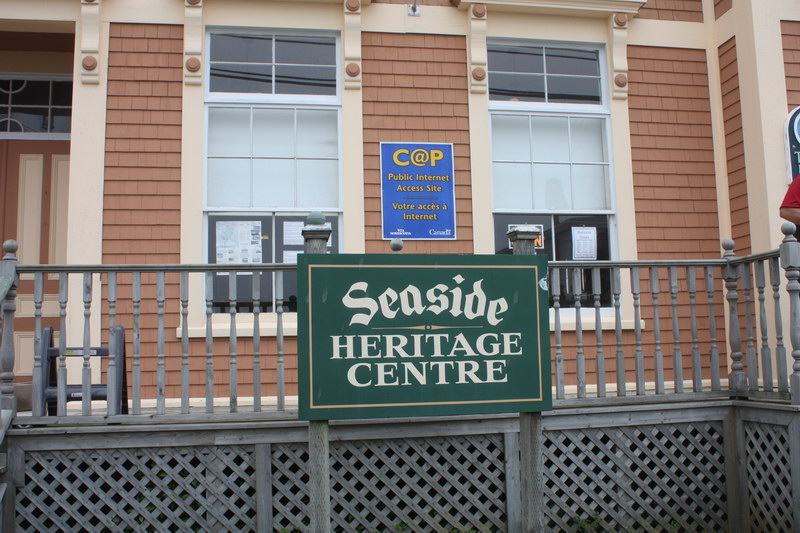 C@P
Public Internet
Access Site
Votre accès à
Internet
Canada
Seaside
HERITAGE
CENTRE